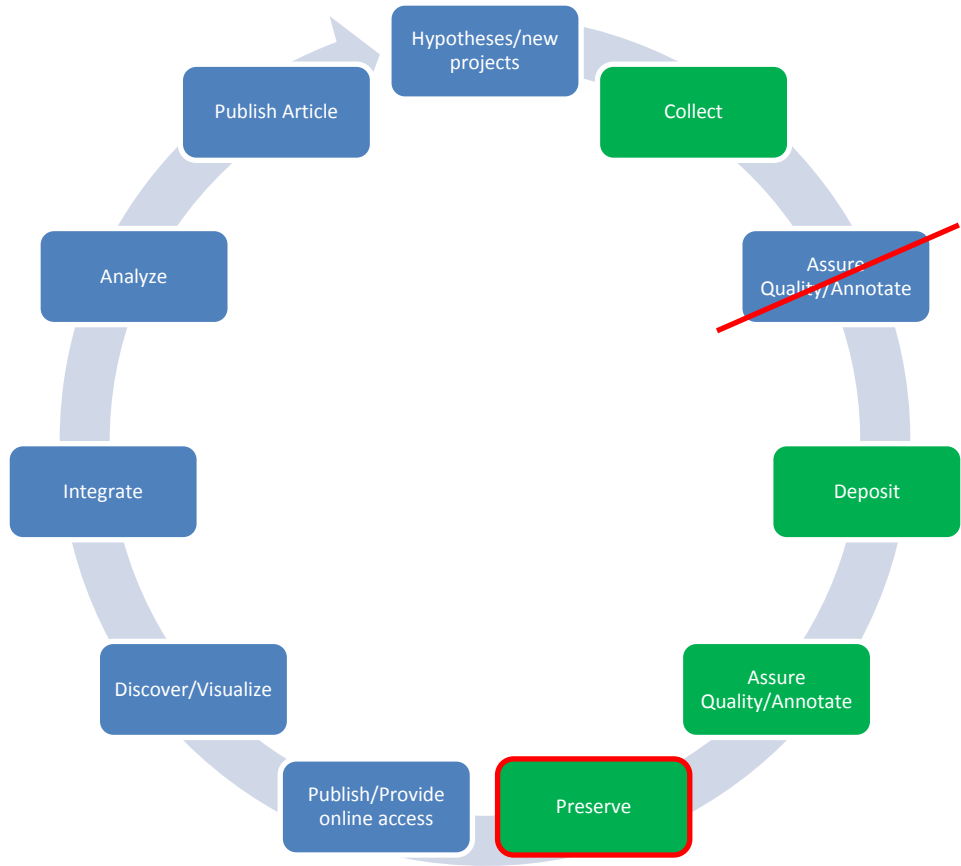 Hypotheses/new
projects
Collect
Assure
Quality/Annotate
Deposit
Assure
Quality/Annotate
Preserve
Publish/Provide
online access
Discover/Visualize
Integrate
Analyze
Publish Article